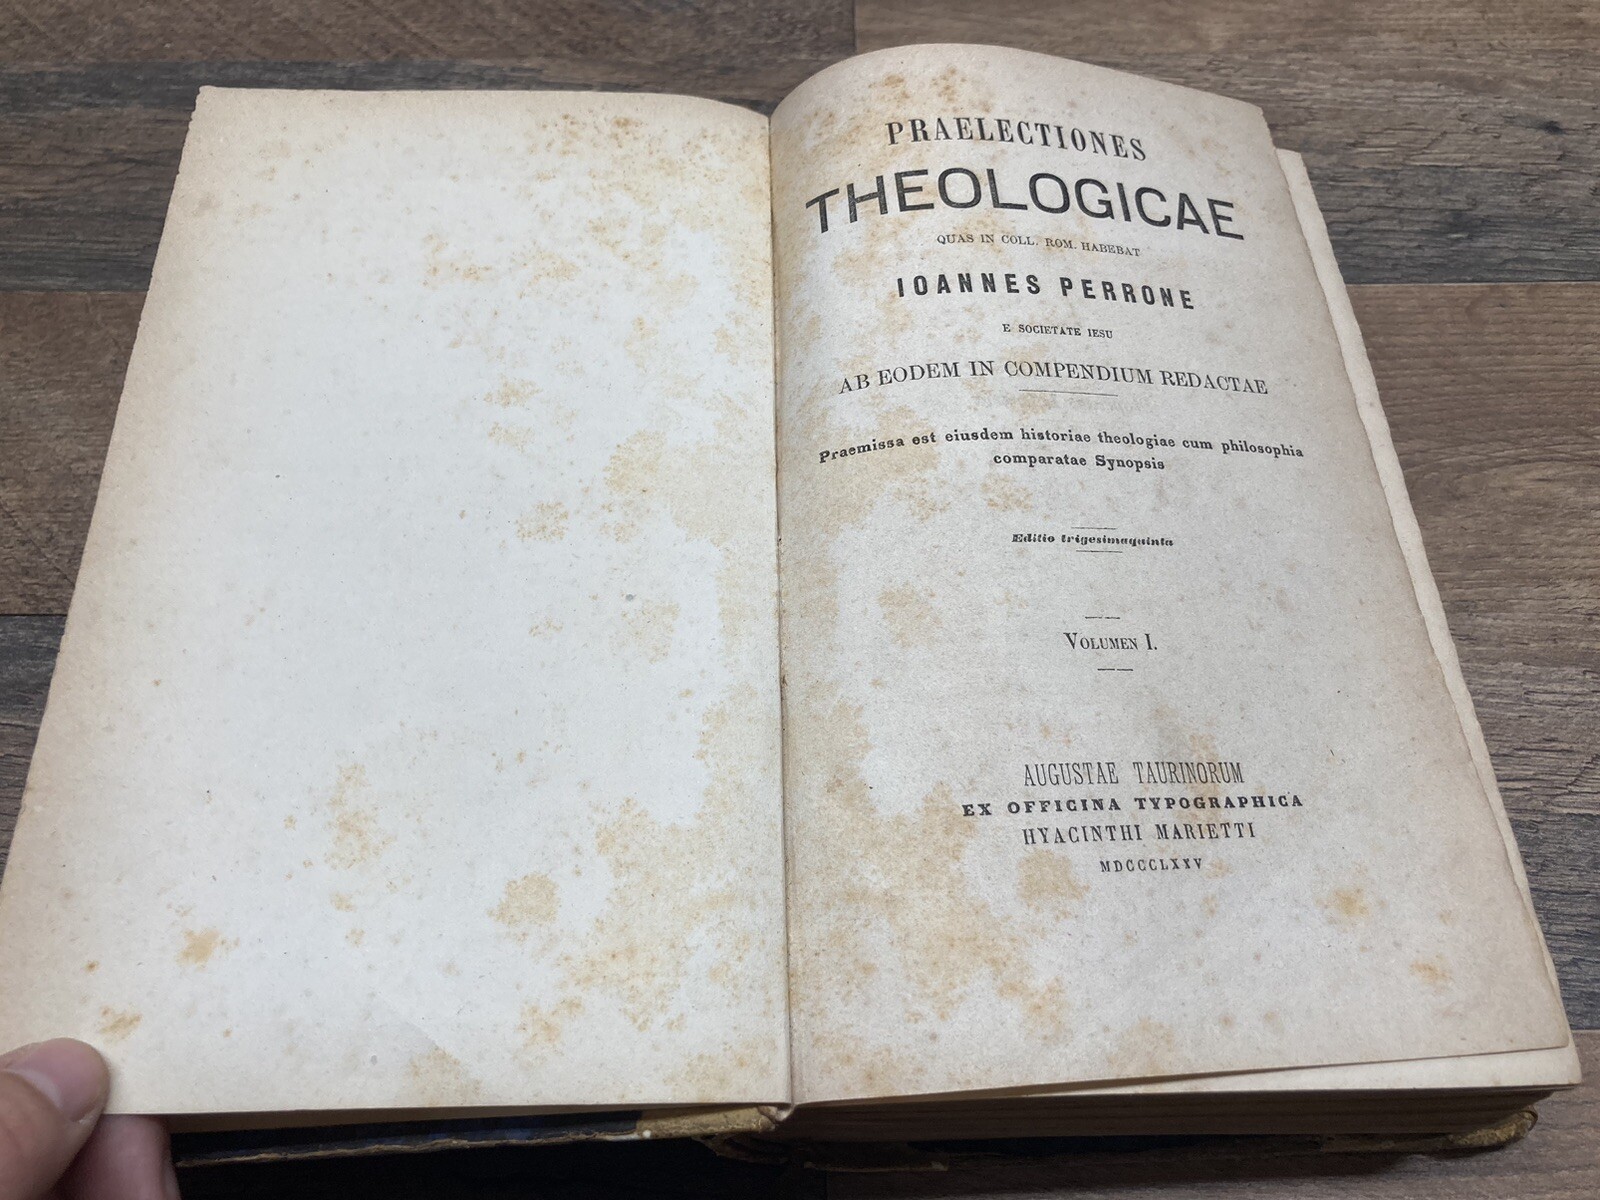 PRAELECTIONES
THEOLOGICAE
QUAS IN COLL. ROM. HABEBAT
IOANNES PERRONE
E SOCIETATE IESU
AB EODEM IN COMPENDIUM REDACTAE
Praemissa est eiusdem historiae theologiae cum philosophia
comparatae Synopsis
Editio trigesimaquinta
VOLUMEN I.
AUGUSTAE TAURINORUM
EX OFFICINA TYPOGRAPHICA
HYACINTHI MARIETTI
MDCCCLXXV